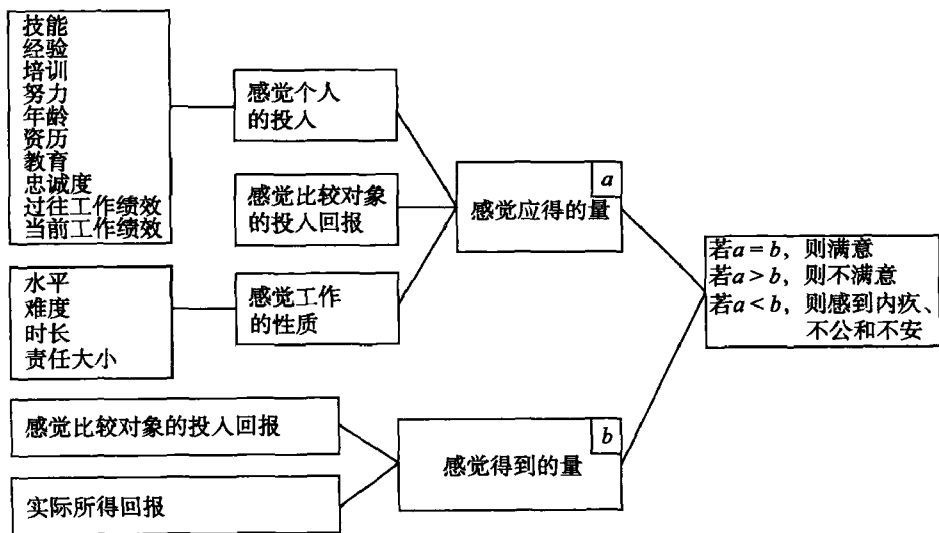 技能
经验
培训
努力
年龄
资历
教育
忠诚度
过往工作绩效
当前工作绩效
感觉个人
的投入
感觉比较对象
的投入回报
水平
难度
时长
责任大小
感觉工作
的性质
a
感觉应得的量
感觉比较对象的投入回报
实际所得回报
b
感觉得到的量
若a = b，则满意
若a > b，则不满意
若a < b，则感到内疚、
不公和不安